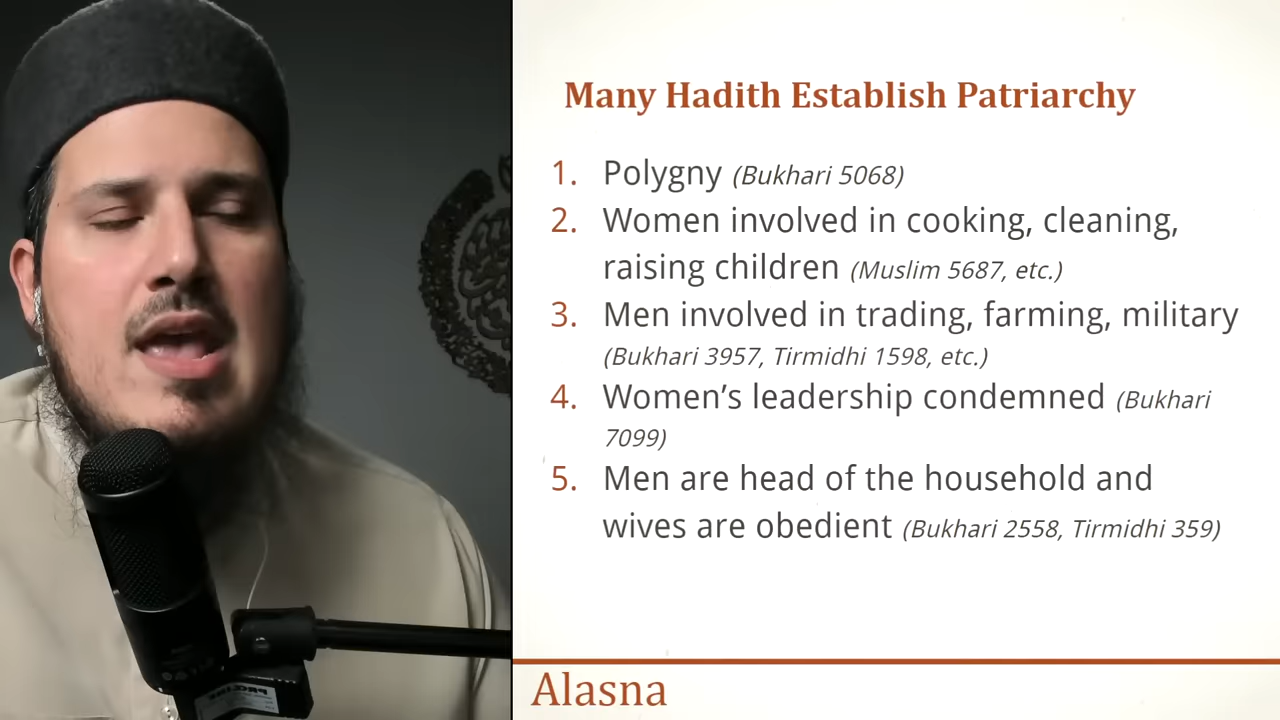 Many Hadith Establish Patriarchy
1. Polygny (Bukhari 5068)
2. Women involved in cooking, cleaning,
raising children (Muslim 5687, etc.)
3. Men involved in trading, farming, military
(Bukhari 3957, Tirmidhi 1598, etc.)
4. Women’s leadership condemned (Bukhari
7099)
5. Men are head of the household and
wives are obedient (Bukhari 2558, Tirmidhi 359)
Alasna